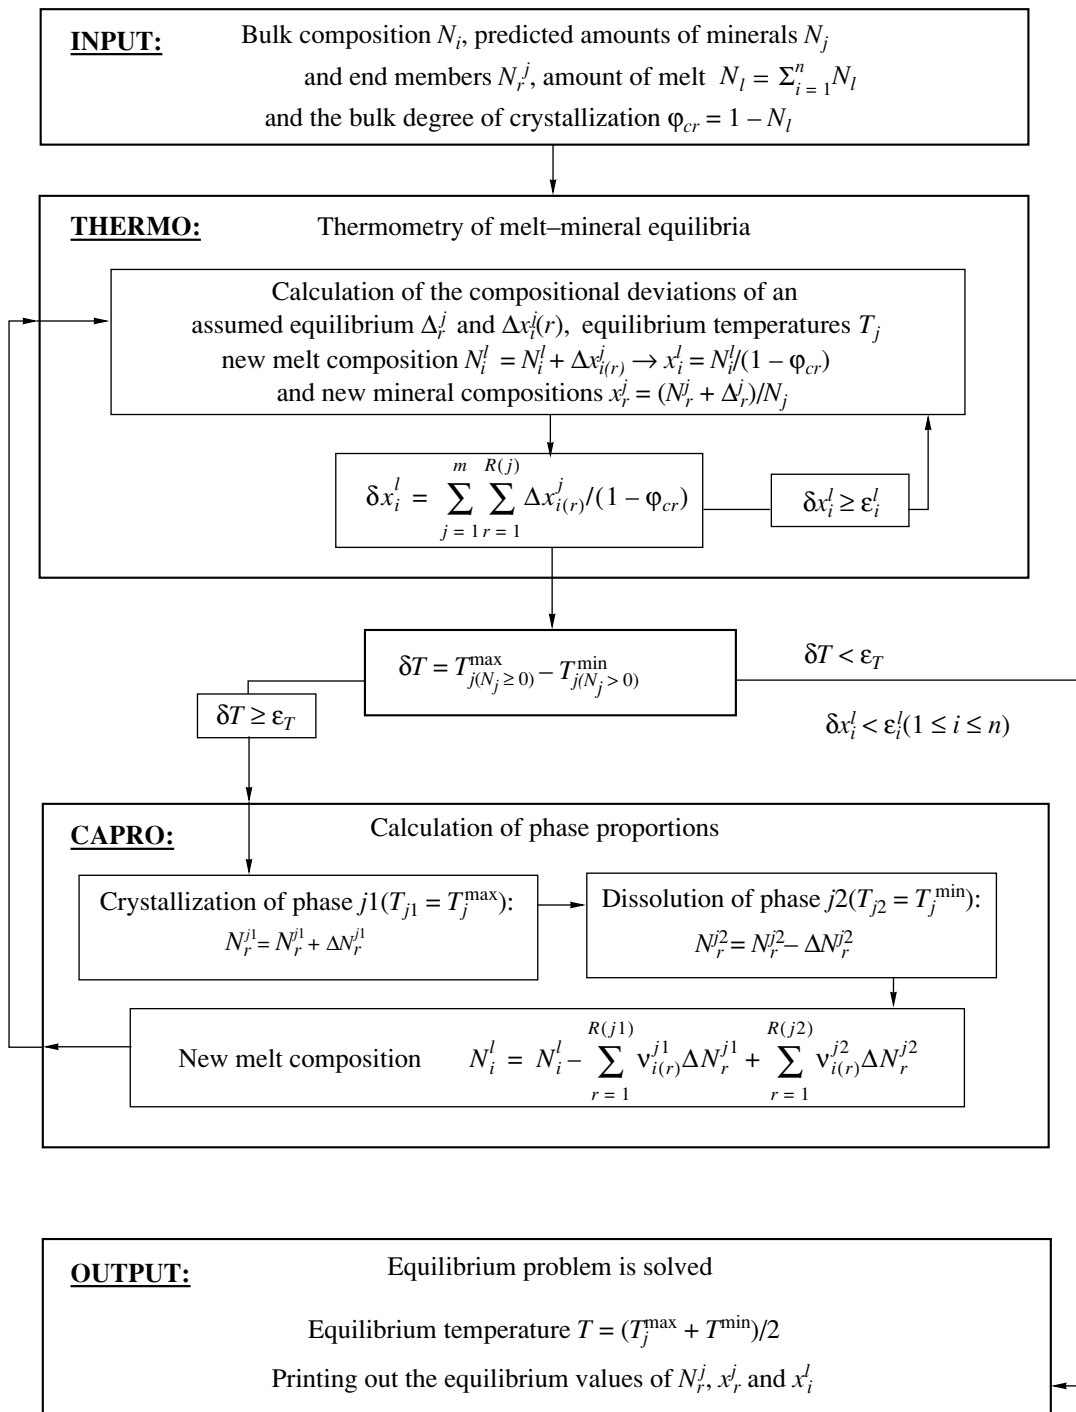 INPUT: Bulk composition N_i, predicted amounts of minerals N_j
and end members N_r^j, amount of melt N_l = Σ_{i = 1}^n N_l
and the bulk degree of crystallization φ_cr = 1 – N_l
THERMO: Thermometry of melt–mineral equilibria
Calculation of the compositional deviations of an
assumed equilibrium Δ_r^j and Δx_i^j(r), equilibrium temperatures T_j
new melt composition N_i^l = N_i^l + Δx_{i(r)}^j → x_i^l = N_i^l/(1 – φ_cr)
and new mineral compositions x_r^j = (N_r^j + Δ_r^j)/N_j
δx_i^l = Σ_{j = 1}^m Σ_{r = 1}^{R(j)} Δx_{i(r)}^j/(1 – φ_cr)
δx_i^l ≥ ε_i^l
δT = T_{j(N_j ≥ 0)}^max – T_{j(N_j > 0)}^min
δT < ε_T
δx_i^l < ε_i^l(1 ≤ i ≤ n)
δT ≥ ε_T
CAPRO: Calculation of phase proportions
Crystallization of phase j1(T_j1 = T_j^max):
N_r^j1 = N_r^j1 + ΔN_r^j1
Dissolution of phase j2(T_j2 = T_j^min):
N_r^j2 = N_r^j2 – ΔN_r^j2
New melt composition N_i^l = N_i^l – Σ_{r = 1}^{R(j1)} ν_{i(r)}^j1 ΔN_r^j1 + Σ_{r = 1}^{R(j2)} ν_{i(r)}^j2 ΔN_r^j2
OUTPUT: Equilibrium problem is solved
Equilibrium temperature T = (T_j^max + T^min)/2
Printing out the equilibrium values of N_r^j, x_r^j and x_i^l